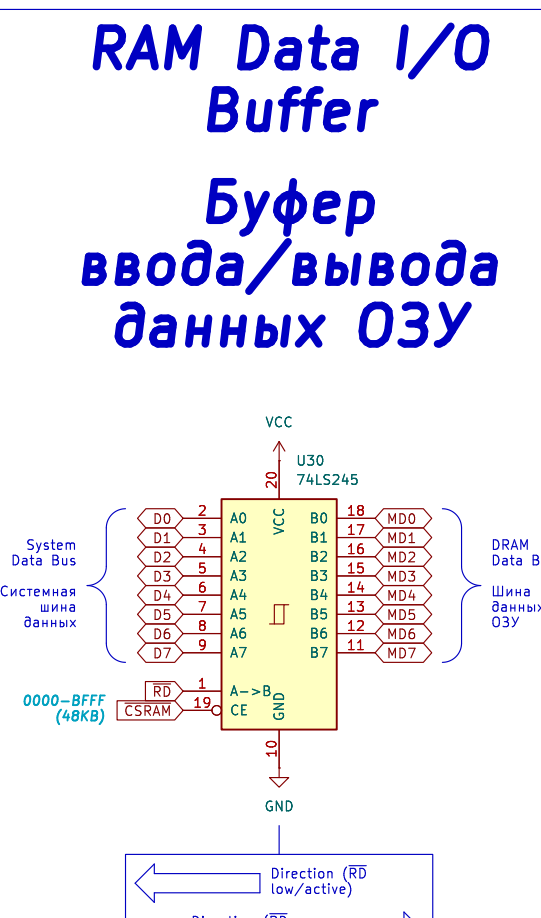 RAM Data I/O
Buffer
Буфер
ввода/вывода
данных ОЗУ
VCC
U30
74LS245
20
VCC
D0 2 A0 B0 18 MD0
D1 3 A1 B1 17 MD1
D2 4 A2 B2 16 MD2
D3 5 A3 B3 15 MD3
D4 6 A4 B4 14 MD4
D5 7 A5 B5 13 MD5
D6 8 A6 B6 12 MD6
D7 9 A7 B7 11 MD7
System
Data Bus
Системная
шина
данных
DRAM
Data B
Шина
данных
ОЗУ
RD 1 A->B
CSRAM 19 CE
GND
0000-BFFF
(48KB)
10
GND
Direction (RD
low/active)
Direction (RD